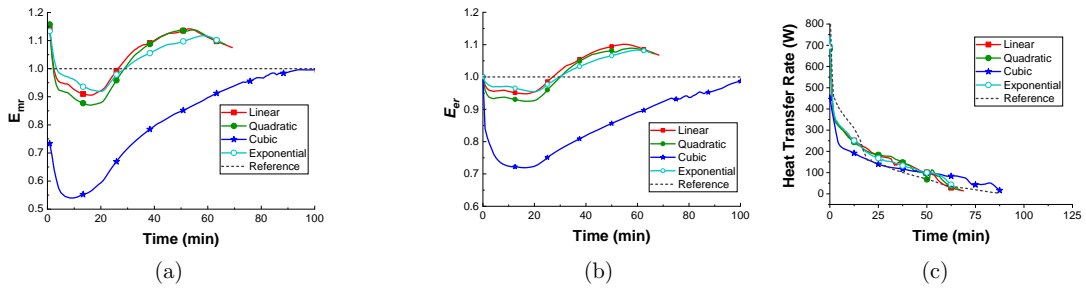 1.2
1.1
1.0
0.9
0.8
0.7
0.6
0.5
E_mr
Linear
Quadratic
Cubic
Exponential
Reference
0 20 40 60 80 100
Time (min)
(a)
1.2
1.1
1.0
0.9
0.8
0.7
0.6
E_er
Linear
Quadratic
Cubic
Exponential
Reference
0 20 40 60 80 100
Time (min)
(b)
800
700
600
500
400
300
200
100
0
Heat Transfer Rate (W)
Linear
Quadratic
Cubic
Exponential
Reference
0 25 50 75 100 125
Time (min)
(c)